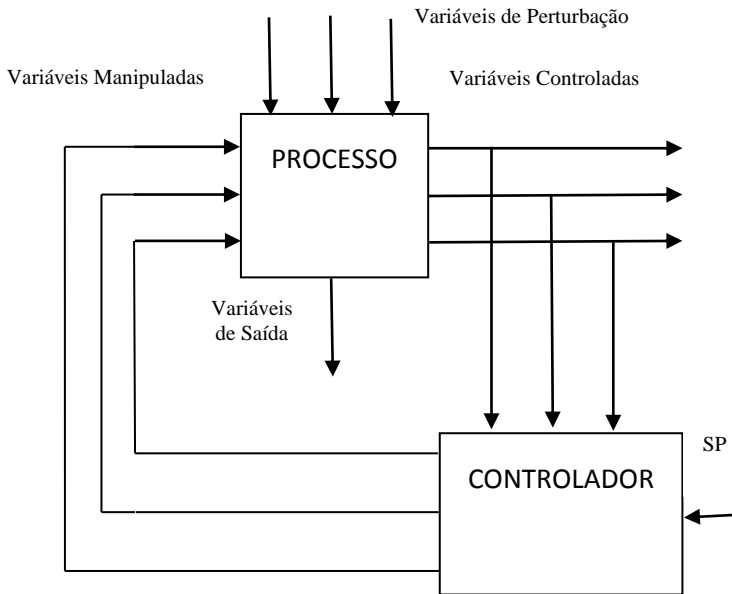 Variáveis de Perturbação
Variáveis Manipuladas
Variáveis Controladas
PROCESSO
Variáveis
de Saída
SP
CONTROLADOR